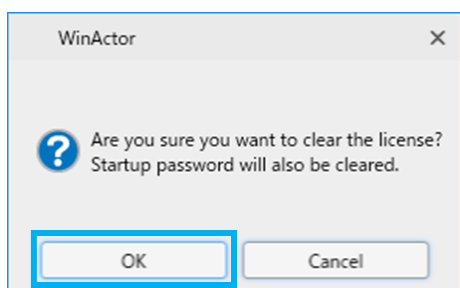 WinActor
Are you sure you want to clear the license?
Startup password will also be cleared.
OK
Cancel